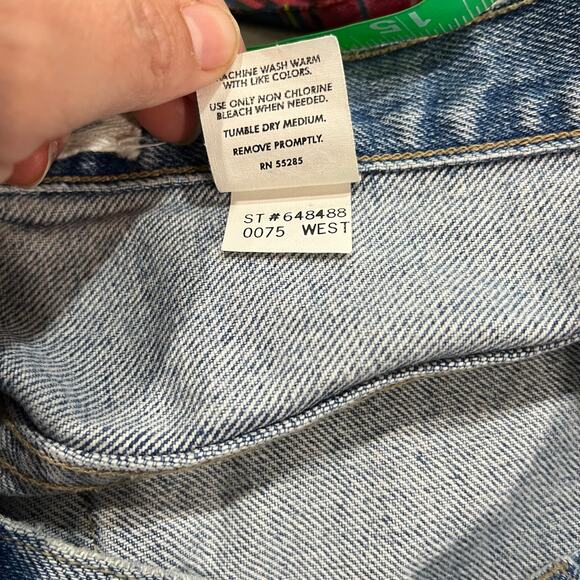 15
MACHINE WASH WARM
WITH LIKE COLORS.
USE ONLY NON CHLORINE
BLEACH WHEN NEEDED.
TUMBLE DRY MEDIUM.
REMOVE PROMPTLY.
RN 55285
ST#648488
0075 WEST